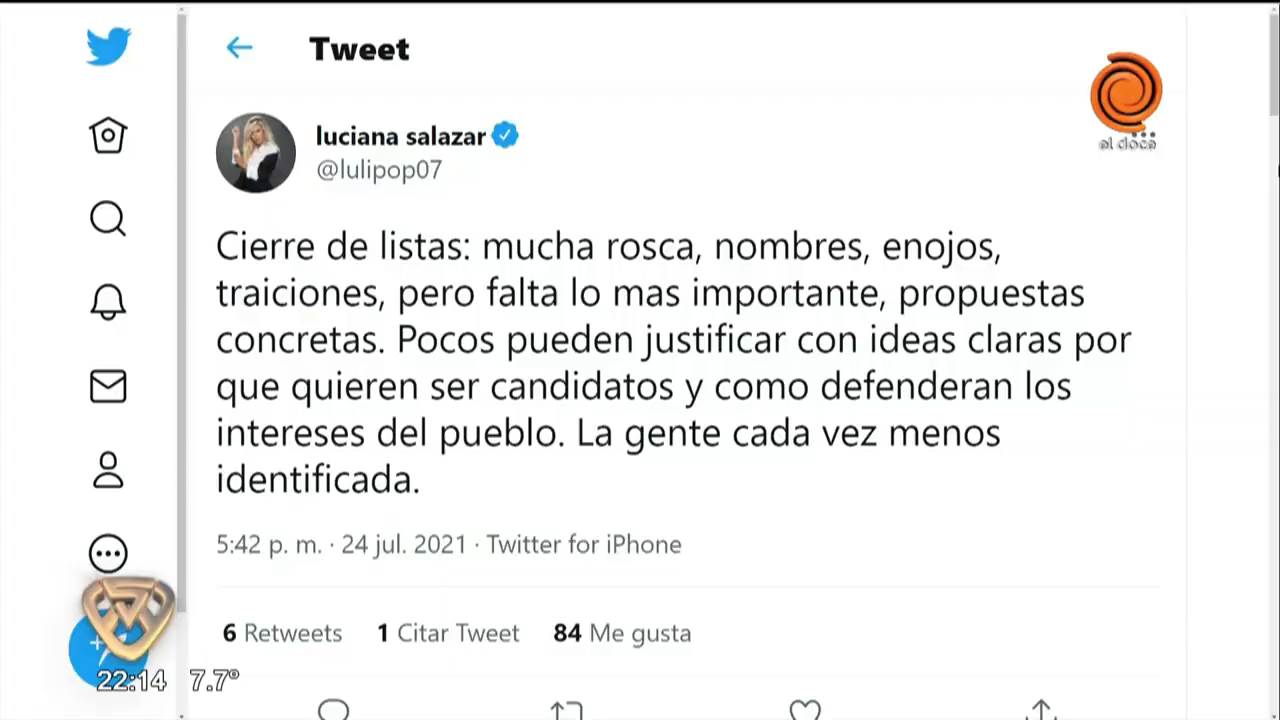 Tweet
el doce
luciana salazar
@lulipop07
Cierre de listas: mucha rosca, nombres, enojos,
traiciones, pero falta lo mas importante, propuestas
concretas. Pocos pueden justificar con ideas claras por
que quieren ser candidatos y como defenderan los
intereses del pueblo. La gente cada vez menos
identificada.
5:42 p. m. · 24 jul. 2021 · Twitter for iPhone
6 Retweets 1 Citar Tweet 84 Me gusta
22:14 7.7°